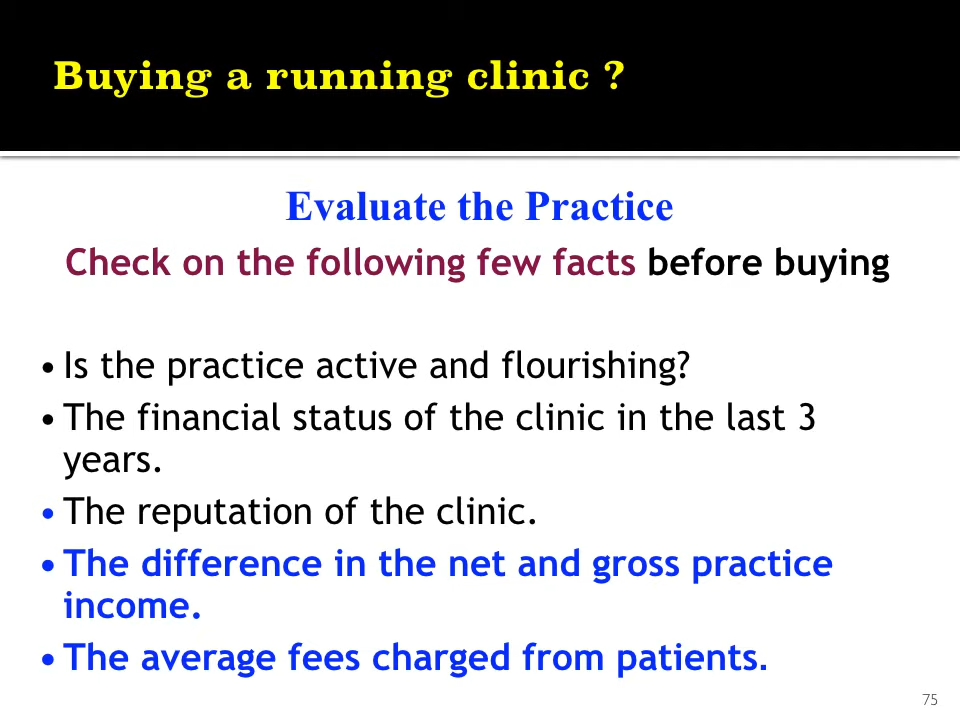 Buying a running clinic ?
Evaluate the Practice
Check on the following few facts before buying
• Is the practice active and flourishing?
• The financial status of the clinic in the last 3
years.
• The reputation of the clinic.
• The difference in the net and gross practice
income.
• The average fees charged from patients.
75